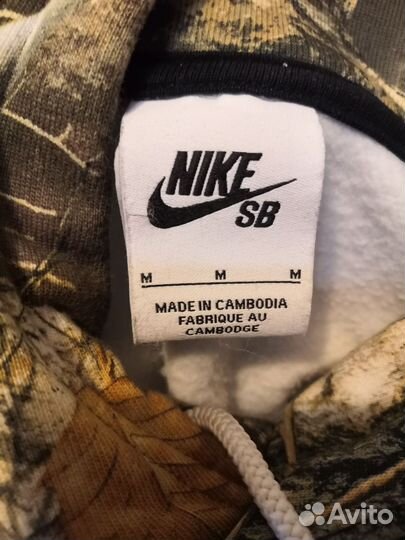 NIKE
SB
M M M
MADE IN CAMBODIA
FABRIQUE AU
CAMBODGE
Avito